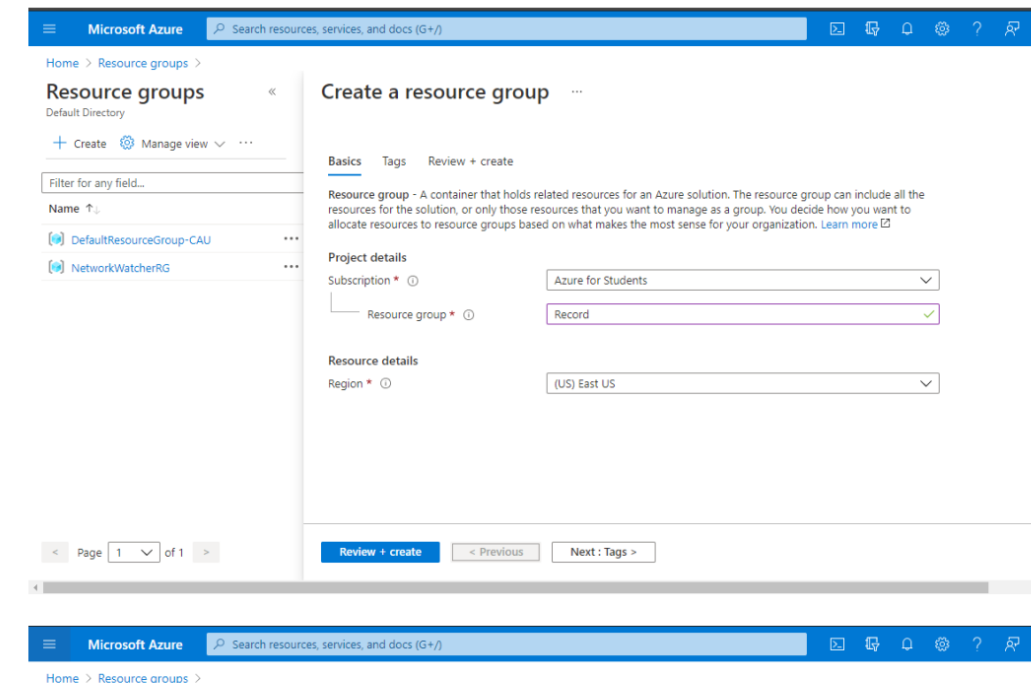 Microsoft Azure
Search resources, services, and docs (G+/)
Home > Resource groups >
Resource groups «
Default Directory
+ Create Manage view ...
Filter for any field...
Name ↑↓
DefaultResourceGroup-CAU ...
NetworkWatcherRG ...
< Page 1 of 1 >
Create a resource group ...
Basics Tags Review + create
Resource group - A container that holds related resources for an Azure solution. The resource group can include all the
resources for the solution, or only those resources that you want to manage as a group. You decide how you want to
allocate resources to resource groups based on what makes the most sense for your organization. Learn more
Project details
Subscription * Azure for Students
Resource group * Record
Resource details
Region * (US) East US
Review + create < Previous Next : Tags >
Microsoft Azure
Search resources, services, and docs (G+/)
Home > Resource groups >